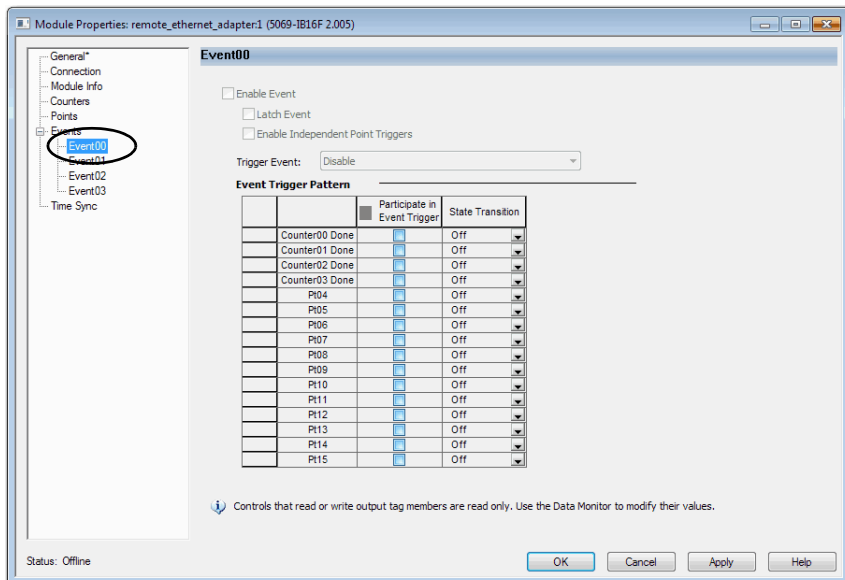 Module Properties: remote_ethernet_adapter:1 (5069-IB16F 2.005)
General*
Connection
Module Info
Counters
Points
Events
Event00
Event01
Event02
Event03
Time Sync
Event00
Enable Event
Latch Event
Enable Independent Point Triggers
Trigger Event: Disable
Event Trigger Pattern
Participate in
Event Trigger
State Transition
Counter00 Done Off
Counter01 Done Off
Counter02 Done Off
Counter03 Done Off
Pt04 Off
Pt05 Off
Pt06 Off
Pt07 Off
Pt08 Off
Pt09 Off
Pt10 Off
Pt11 Off
Pt12 Off
Pt13 Off
Pt14 Off
Pt15 Off
Controls that read or write output tag members are read only. Use the Data Monitor to modify their values.
Status: Offline
OK Cancel Apply Help